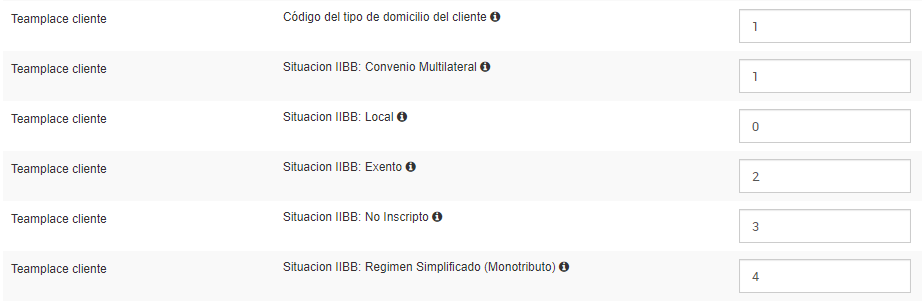 Teamplace cliente Código del tipo de domicilio del cliente 1
Teamplace cliente Situacion IIBB: Convenio Multilateral 1
Teamplace cliente Situacion IIBB: Local 0
Teamplace cliente Situacion IIBB: Exento 2
Teamplace cliente Situacion IIBB: No Inscripto 3
Teamplace cliente Situacion IIBB: Regimen Simplificado (Monotributo) 4